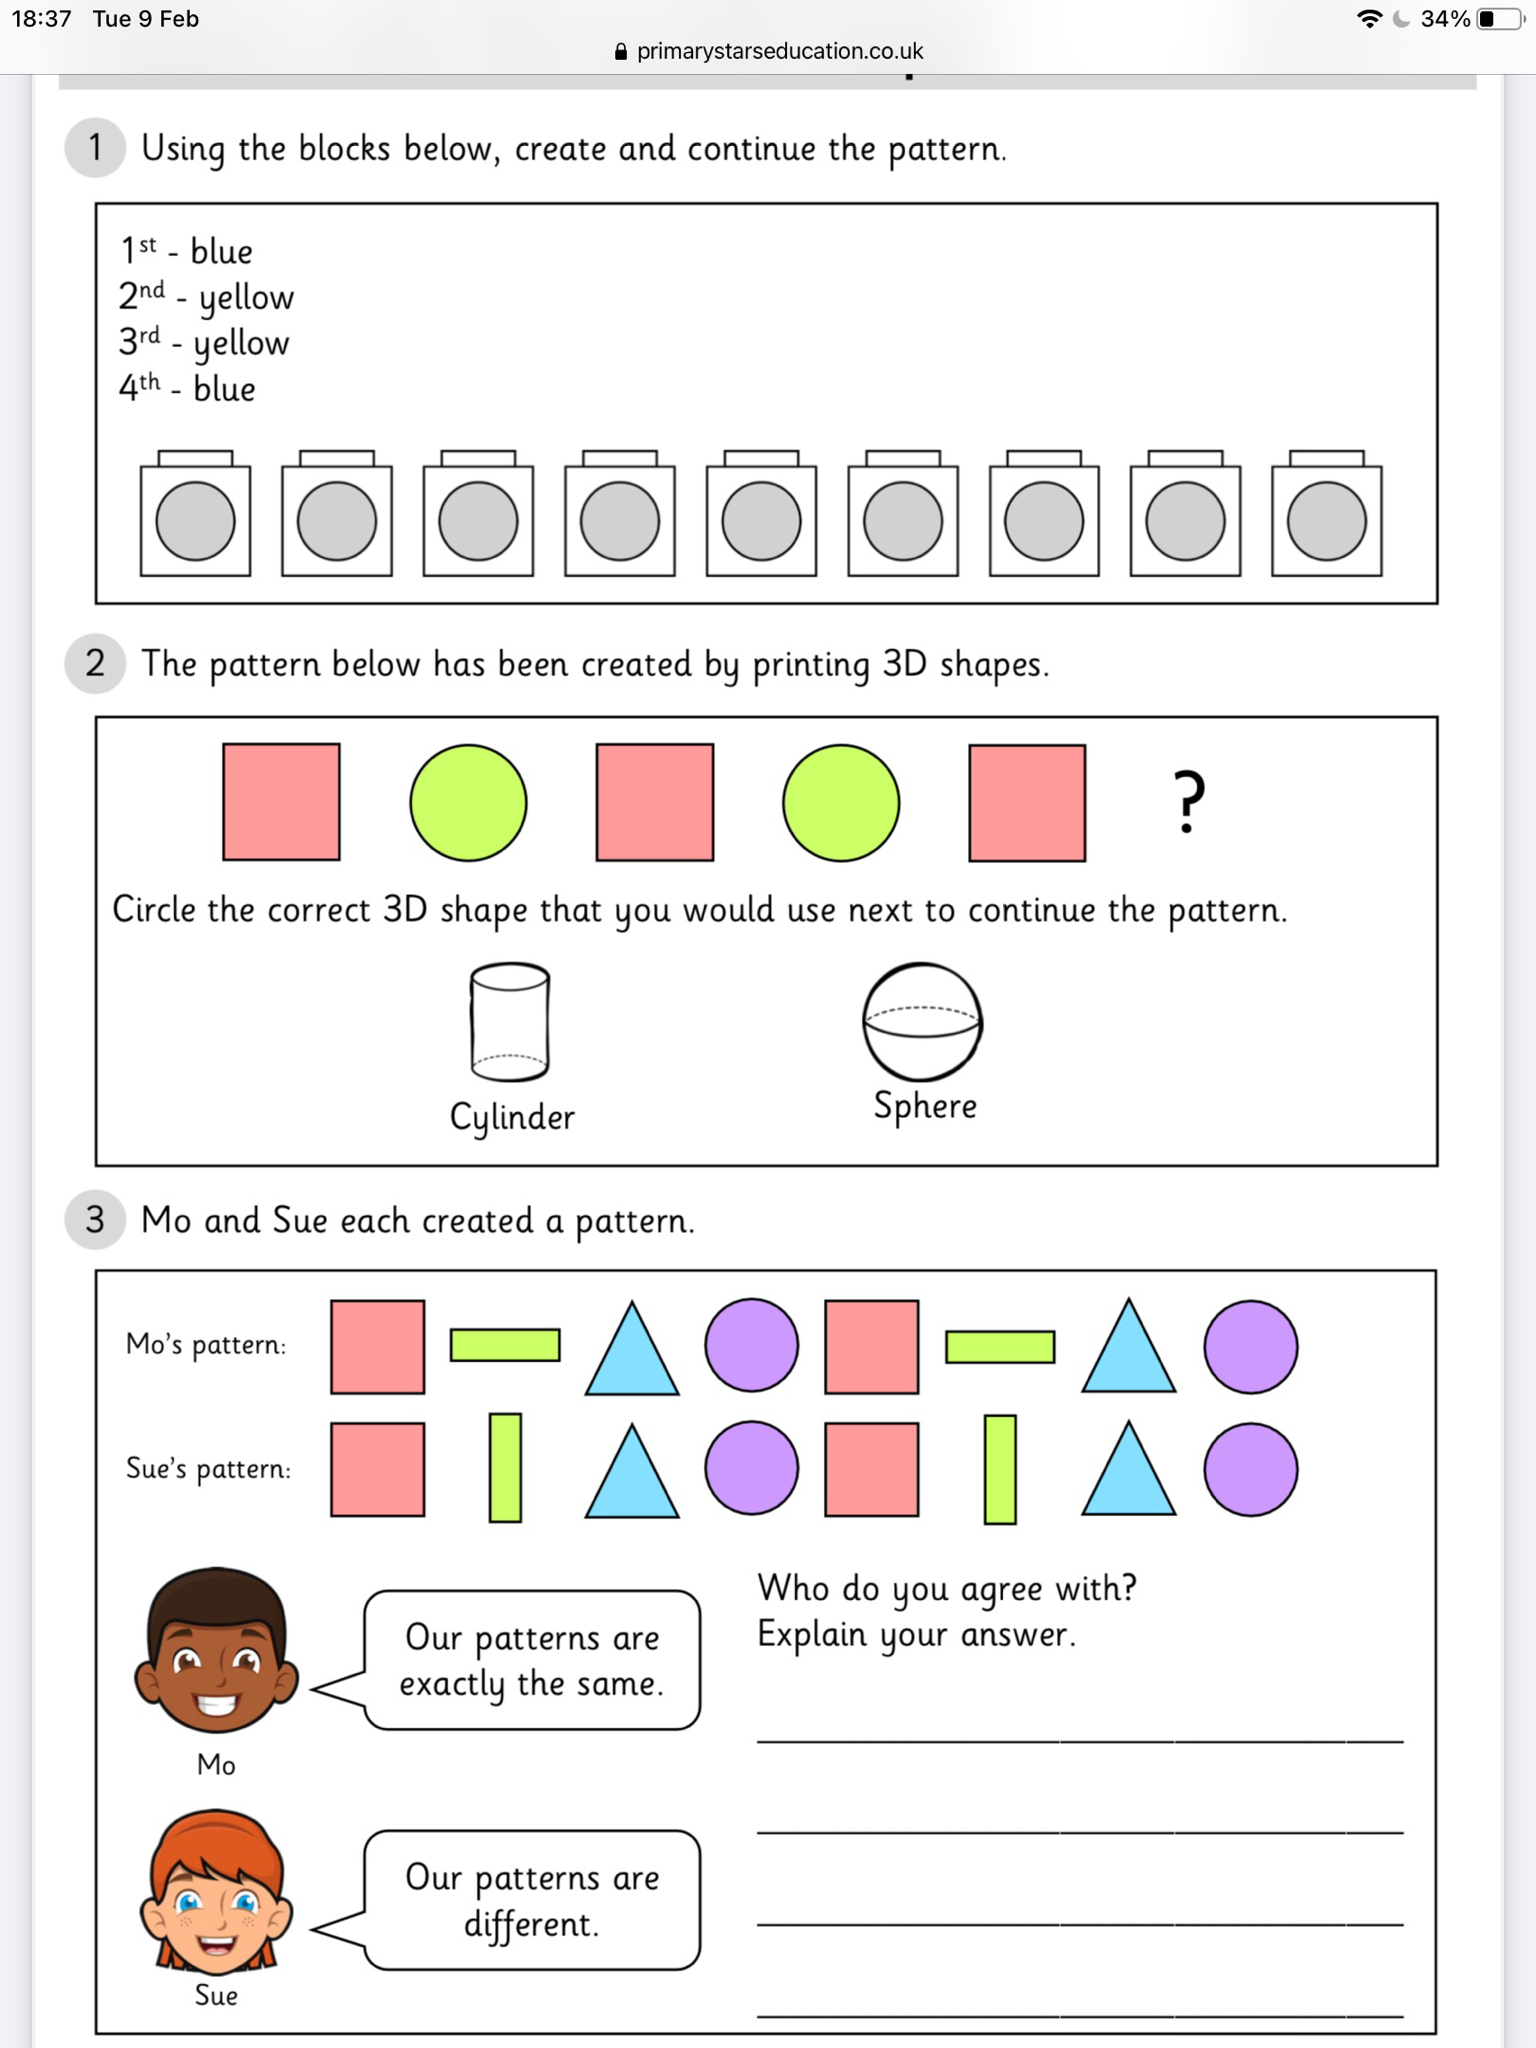 18:37 Tue 9 Feb
34%
primarystarseducation.co.uk
1 Using the blocks below, create and continue the pattern.
1st - blue
2nd - yellow
3rd - yellow
4th - blue
2 The pattern below has been created by printing 3D shapes.
?
Circle the correct 3D shape that you would use next to continue the pattern.
Cylinder
Sphere
3 Mo and Sue each created a pattern.
Mo's pattern:
Sue's pattern:
Our patterns are
exactly the same.
Mo
Who do you agree with?
Explain your answer.
Our patterns are
different.
Sue